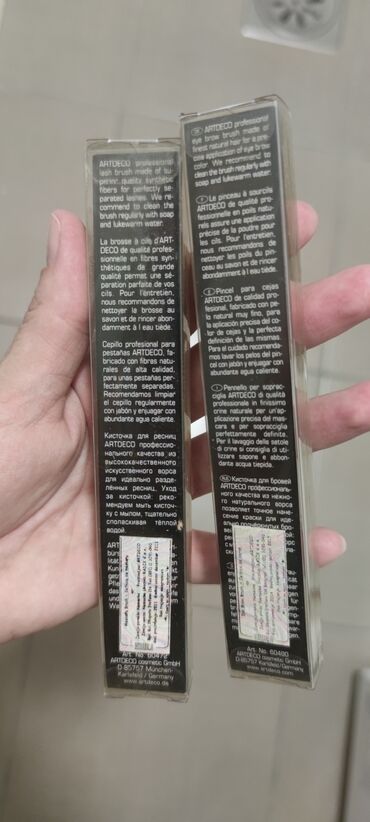 ARTDECO professional
lash brush made of su-
perior quality synthetic
fibers for perfectly se-
parated lashes. We re-
commend to clean the
brush regularly with soap
and lukewarm water.
La brosse à cils d'ART-
DECO de qualité profes-
sionnelle en fibres syn-
thétiques de grande
qualité permet une sé-
paration parfaite de vos
cils. Pour l'entretien,
nous recommandons de
nettoyer la brosse au
savon et de rincer abon-
damment à l'eau tiède.
Cepillo profesional para
pestañas ARTDECO, fa-
bricado con fibras natu-
rales de alta calidad,
para unas pestañas per-
fectamente separadas.
Recomendamos limpiar
el cepillo regularmente
con jabón y enjuagar con
abundante agua caliente.
Кисточка для ресниц
ARTDECO профессио-
нального качества из
высококачественного
искусственного ворса
для идеально разде-
лённых ресниц. Уход
за кисточкой: реко-
мендуем мыть кисточ-
ку с мылом, тщательно
споласкивая тёплой
водой.
Art. No. 60472
ARTDECO cosmetic GmbH
D-85757 München-
Karlsfeld / Germany
www.artdeco.de
ARTDECO professional
eye brow brush made of
finest natural hair for a pre-
cise application of eye brow
color. We recommend to
clean the brush regularly with
soap and lukewarm water.
Le pinceau à sourcils
ARTDECO de qualité pro-
fessionnelle en poils natu-
rels assure une application
précise de la poudre pour
les cils. Pour l'entretien,
nous recommandons de
nettoyer les poils du pin-
ceau au savon et de rincer
abondamment à l'eau tiède.
Pincel para cejas
ARTDECO de calidad pro-
fesional, fabricado con pe-
lo natural muy fino, para
la aplicación precisa del co-
lor de cejas y la perfecta
definición de las mismas.
Para el cuidado recomenda-
mos lavar los pelos del pin-
cel con jabón y enjuagar con
abundante agua caliente.
Pennello per soprac-
ciglia ARTDECO di qualità
professionale in finissimo
crine naturale per un'ap-
plicazione precisa del mas-
cara e per sopracciglia
perfettamente definite.
Per il lavaggio delle setole
di crine si consiglia di uti-
lizzare sapone e abbon-
dante acqua tiepida.
Кисточка для бровей
ARTDECO профессиональ-
ного качества из нежно-
го натурального ворса
позволяет точное нане-
сение краски для иде-
Art. No. 60480
ARTDECO cosmetic GmbH
D-85757 Karlsfeld/
Germany
www.artdeco.com